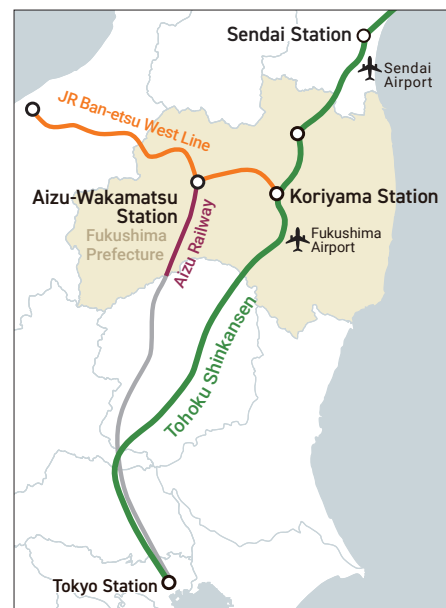 Sendai Station
Sendai
Airport
JR Ban-etsu West Line
Aizu-Wakamatsu
Station
Koriyama Station
Fukushima
Prefecture
Aizu Railway
Fukushima
Airport
Tohoku Shinkansen
Tokyo Station